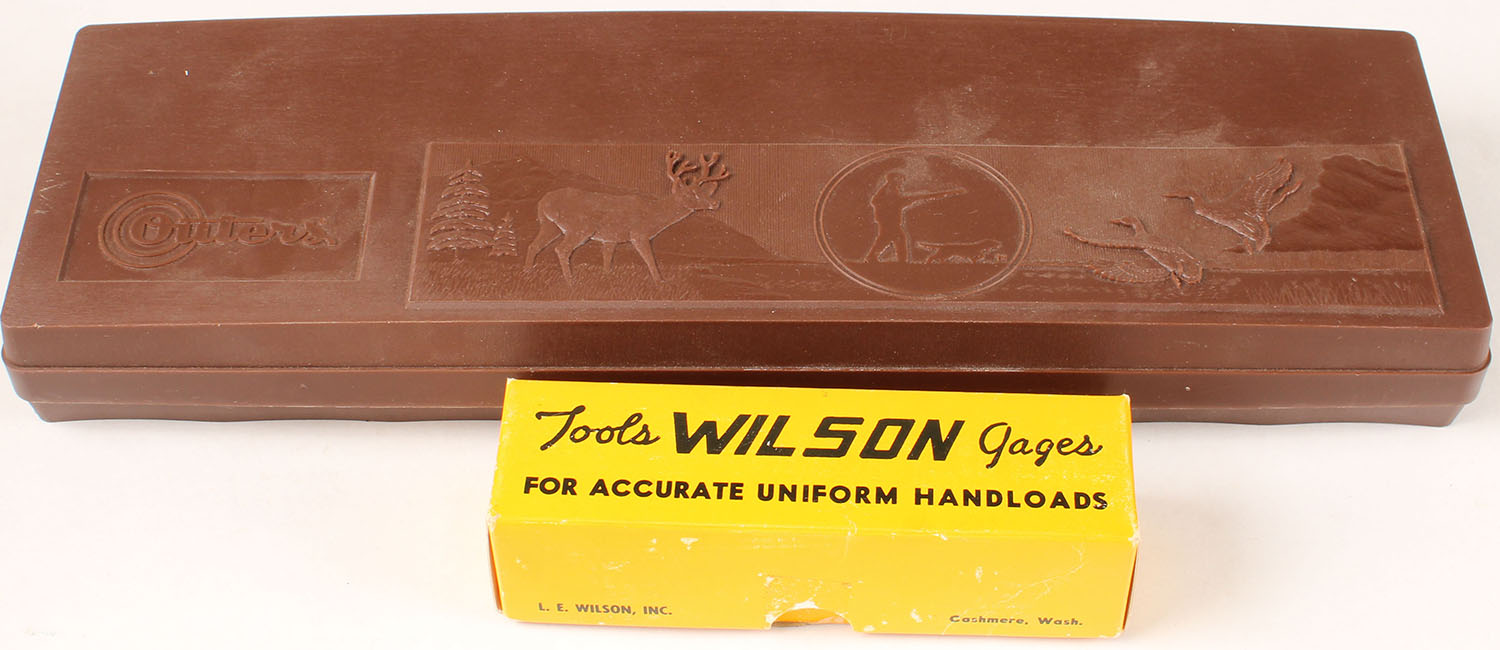 Outers
Tools WILSON Gages
FOR ACCURATE UNIFORM HANDLOADS
L. E. WILSON, INC.
Cashmere, Wash.